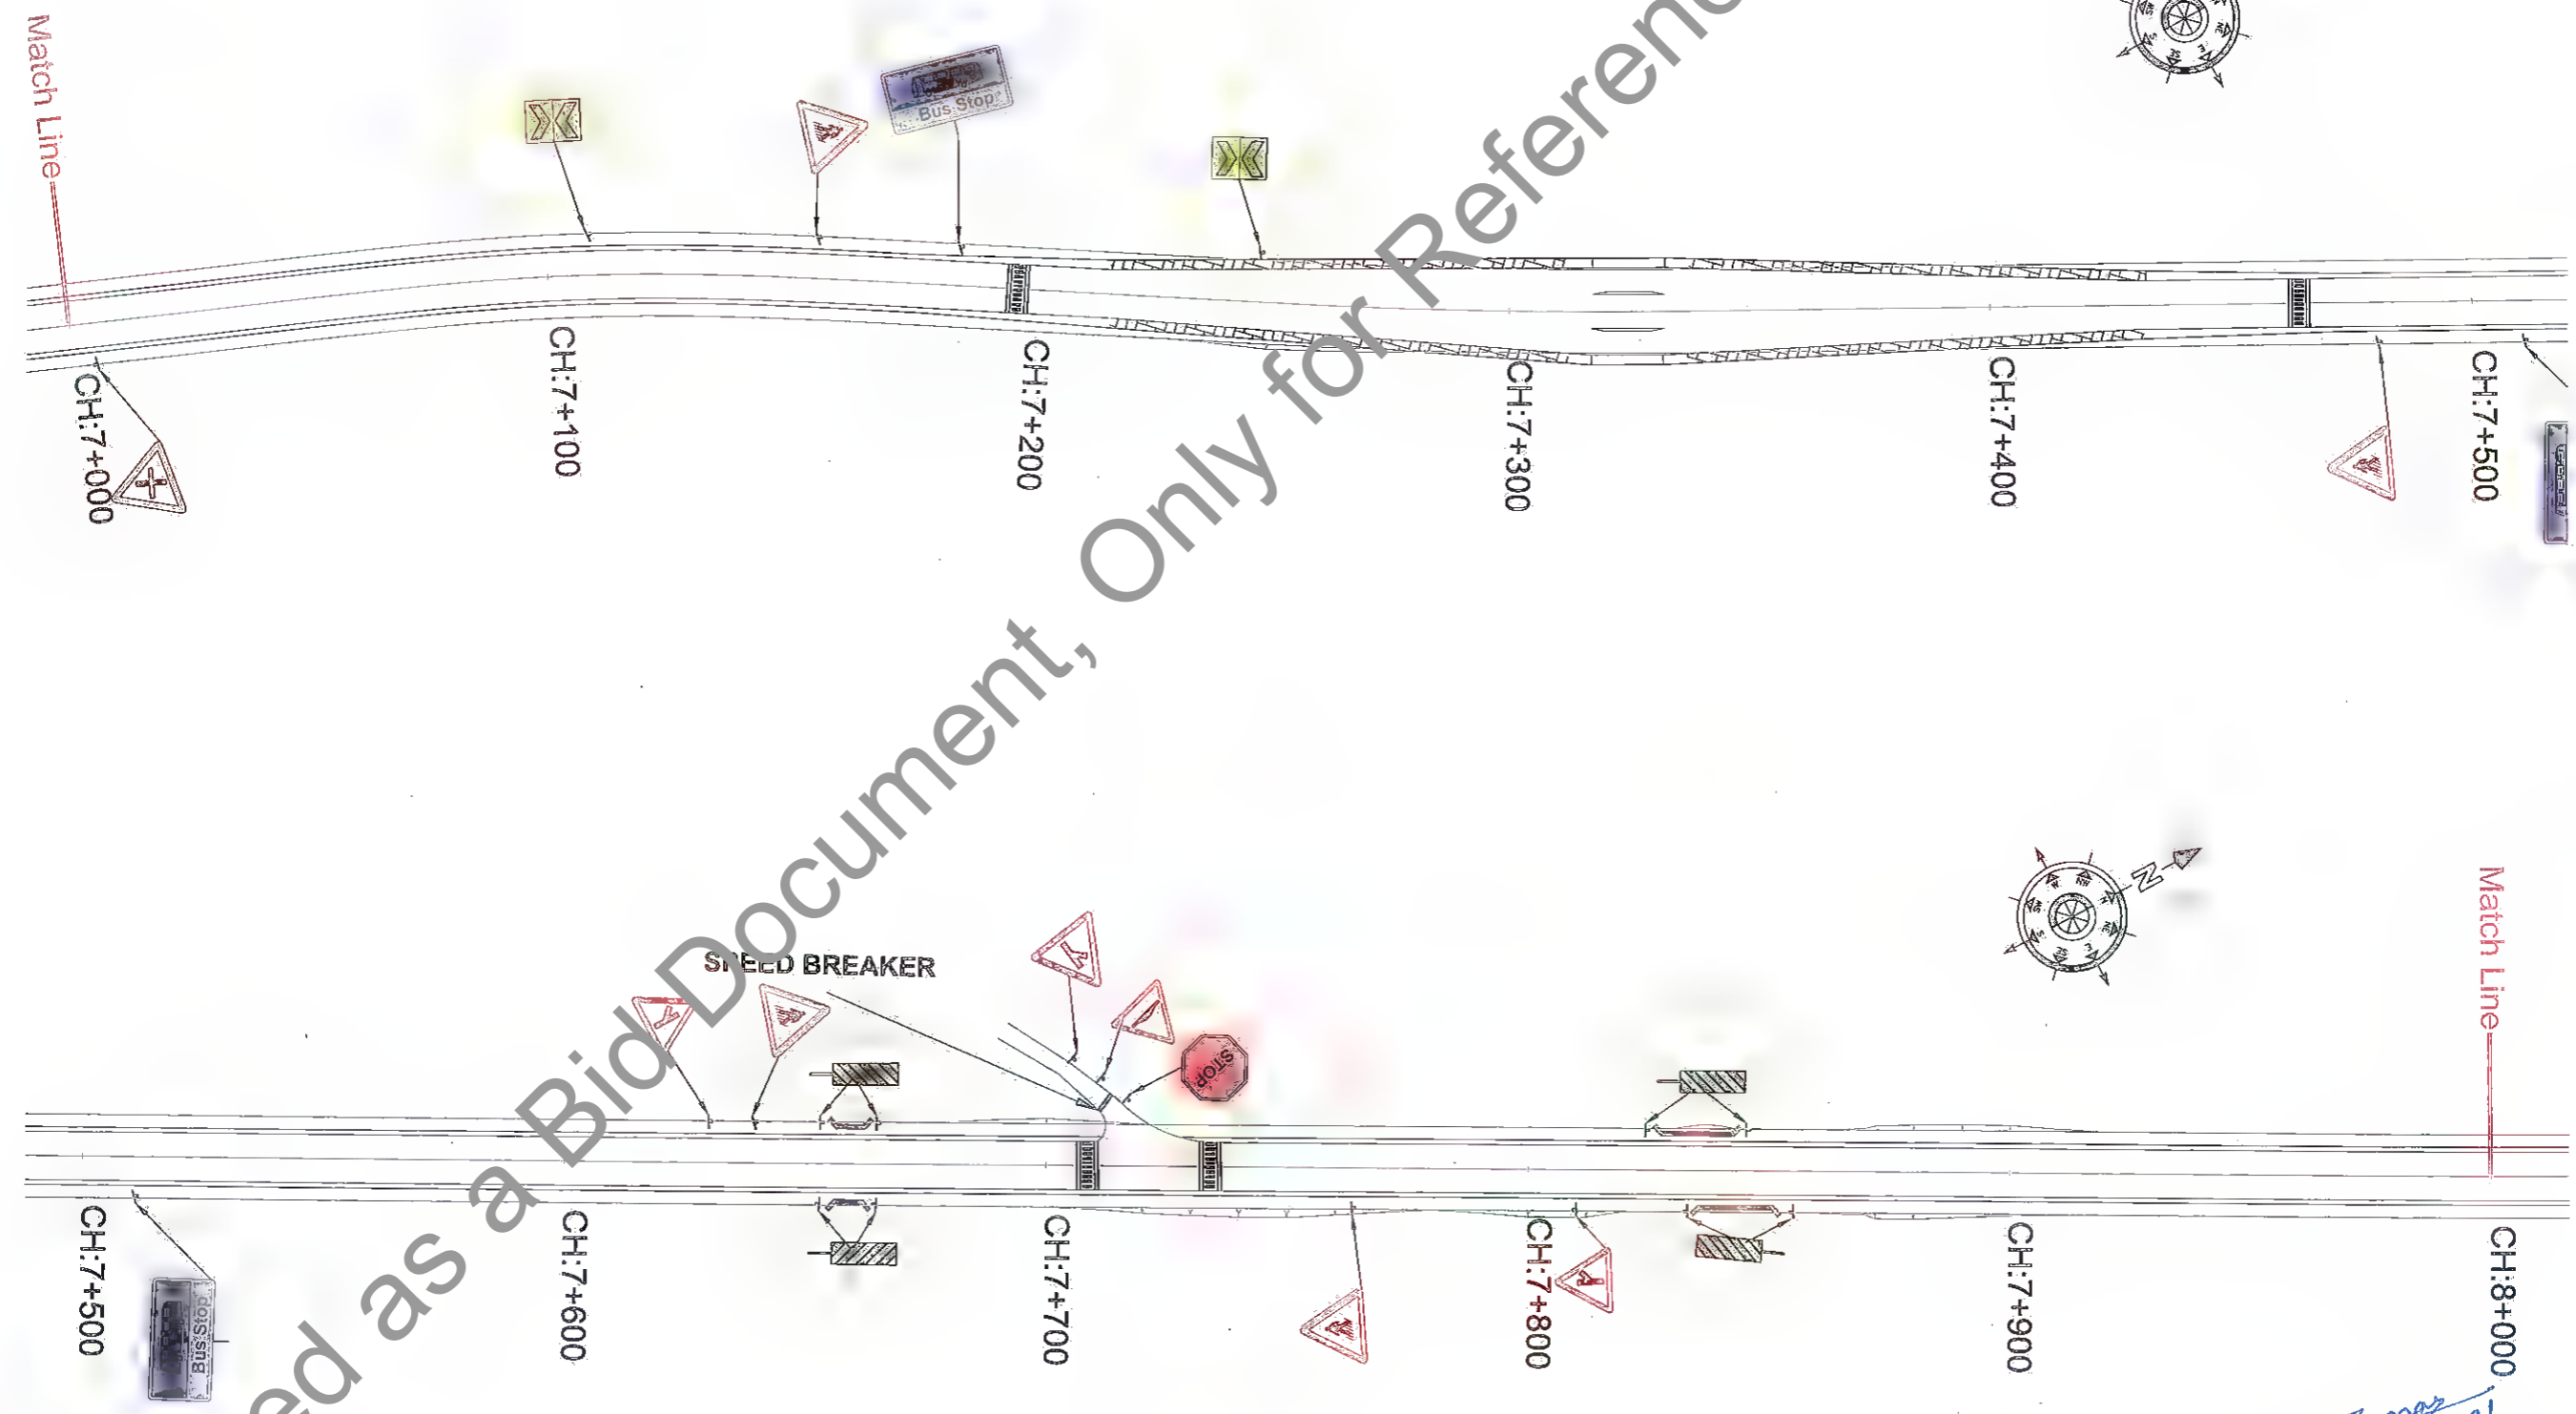 Match Line
Bus Stop
CH:7+000
CH:7+100
CH:7+200
CH:7+300
CH:7+400
CH:7+500
ed as a Bid Document, Only for Referen
SPEED BREAKER
STOP
N
Match Line
CH:7+500
Bus Stop
CH:7+600
CH:7+700
CH:7+800
CH:7+900
CH:8+000